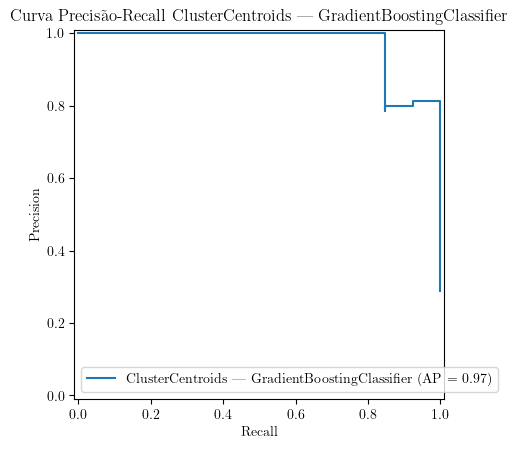 Curva Precisão-Recall ClusterCentroids — GradientBoostingClassifier
1.0
0.8
0.6
0.4
0.2
0.0
Precision
ClusterCentroids — GradientBoostingClassifier (AP = 0.97)
0.0 0.2 0.4 0.6 0.8 1.0
Recall